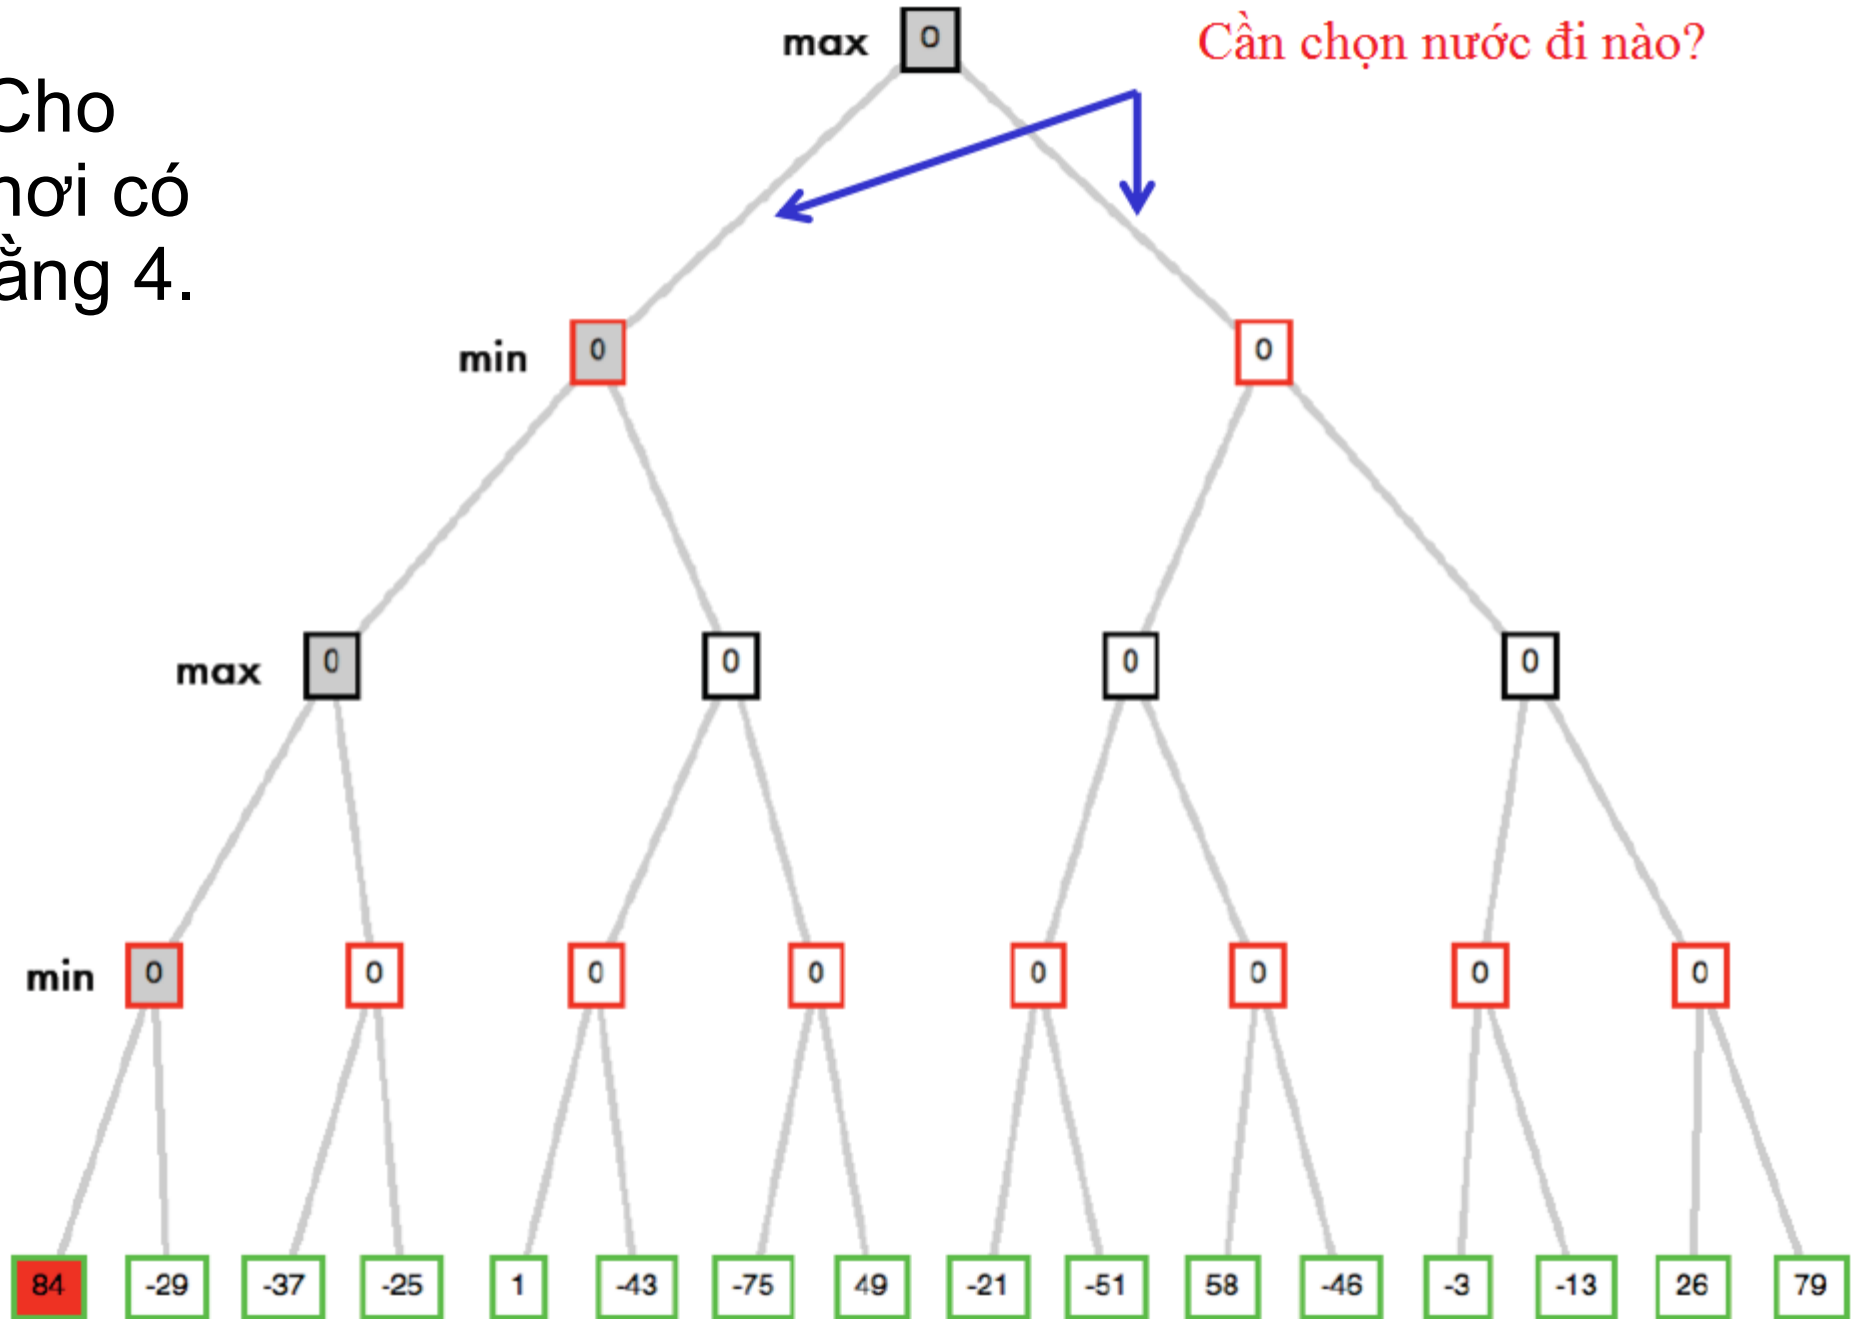 max 0 Cần chọn nước đi nào?
Cho
hơi có
ằng 4.
min 0 0
max 0 0 0 0
min 0 0 0 0 0 0 0 0
84 -29 -37 -25 1 -43 -75 49 -21 -51 58 -46 -3 -13 26 79